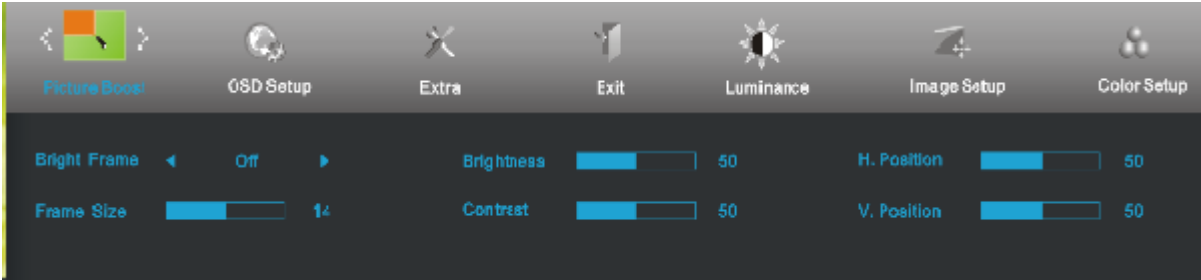 Picture Boost OSD Setup Extra Exit Luminance Image Setup Color Setup
Bright Frame Off Brightness 50 H. Position 50
Frame Size 14 Contrast 50 V. Position 50